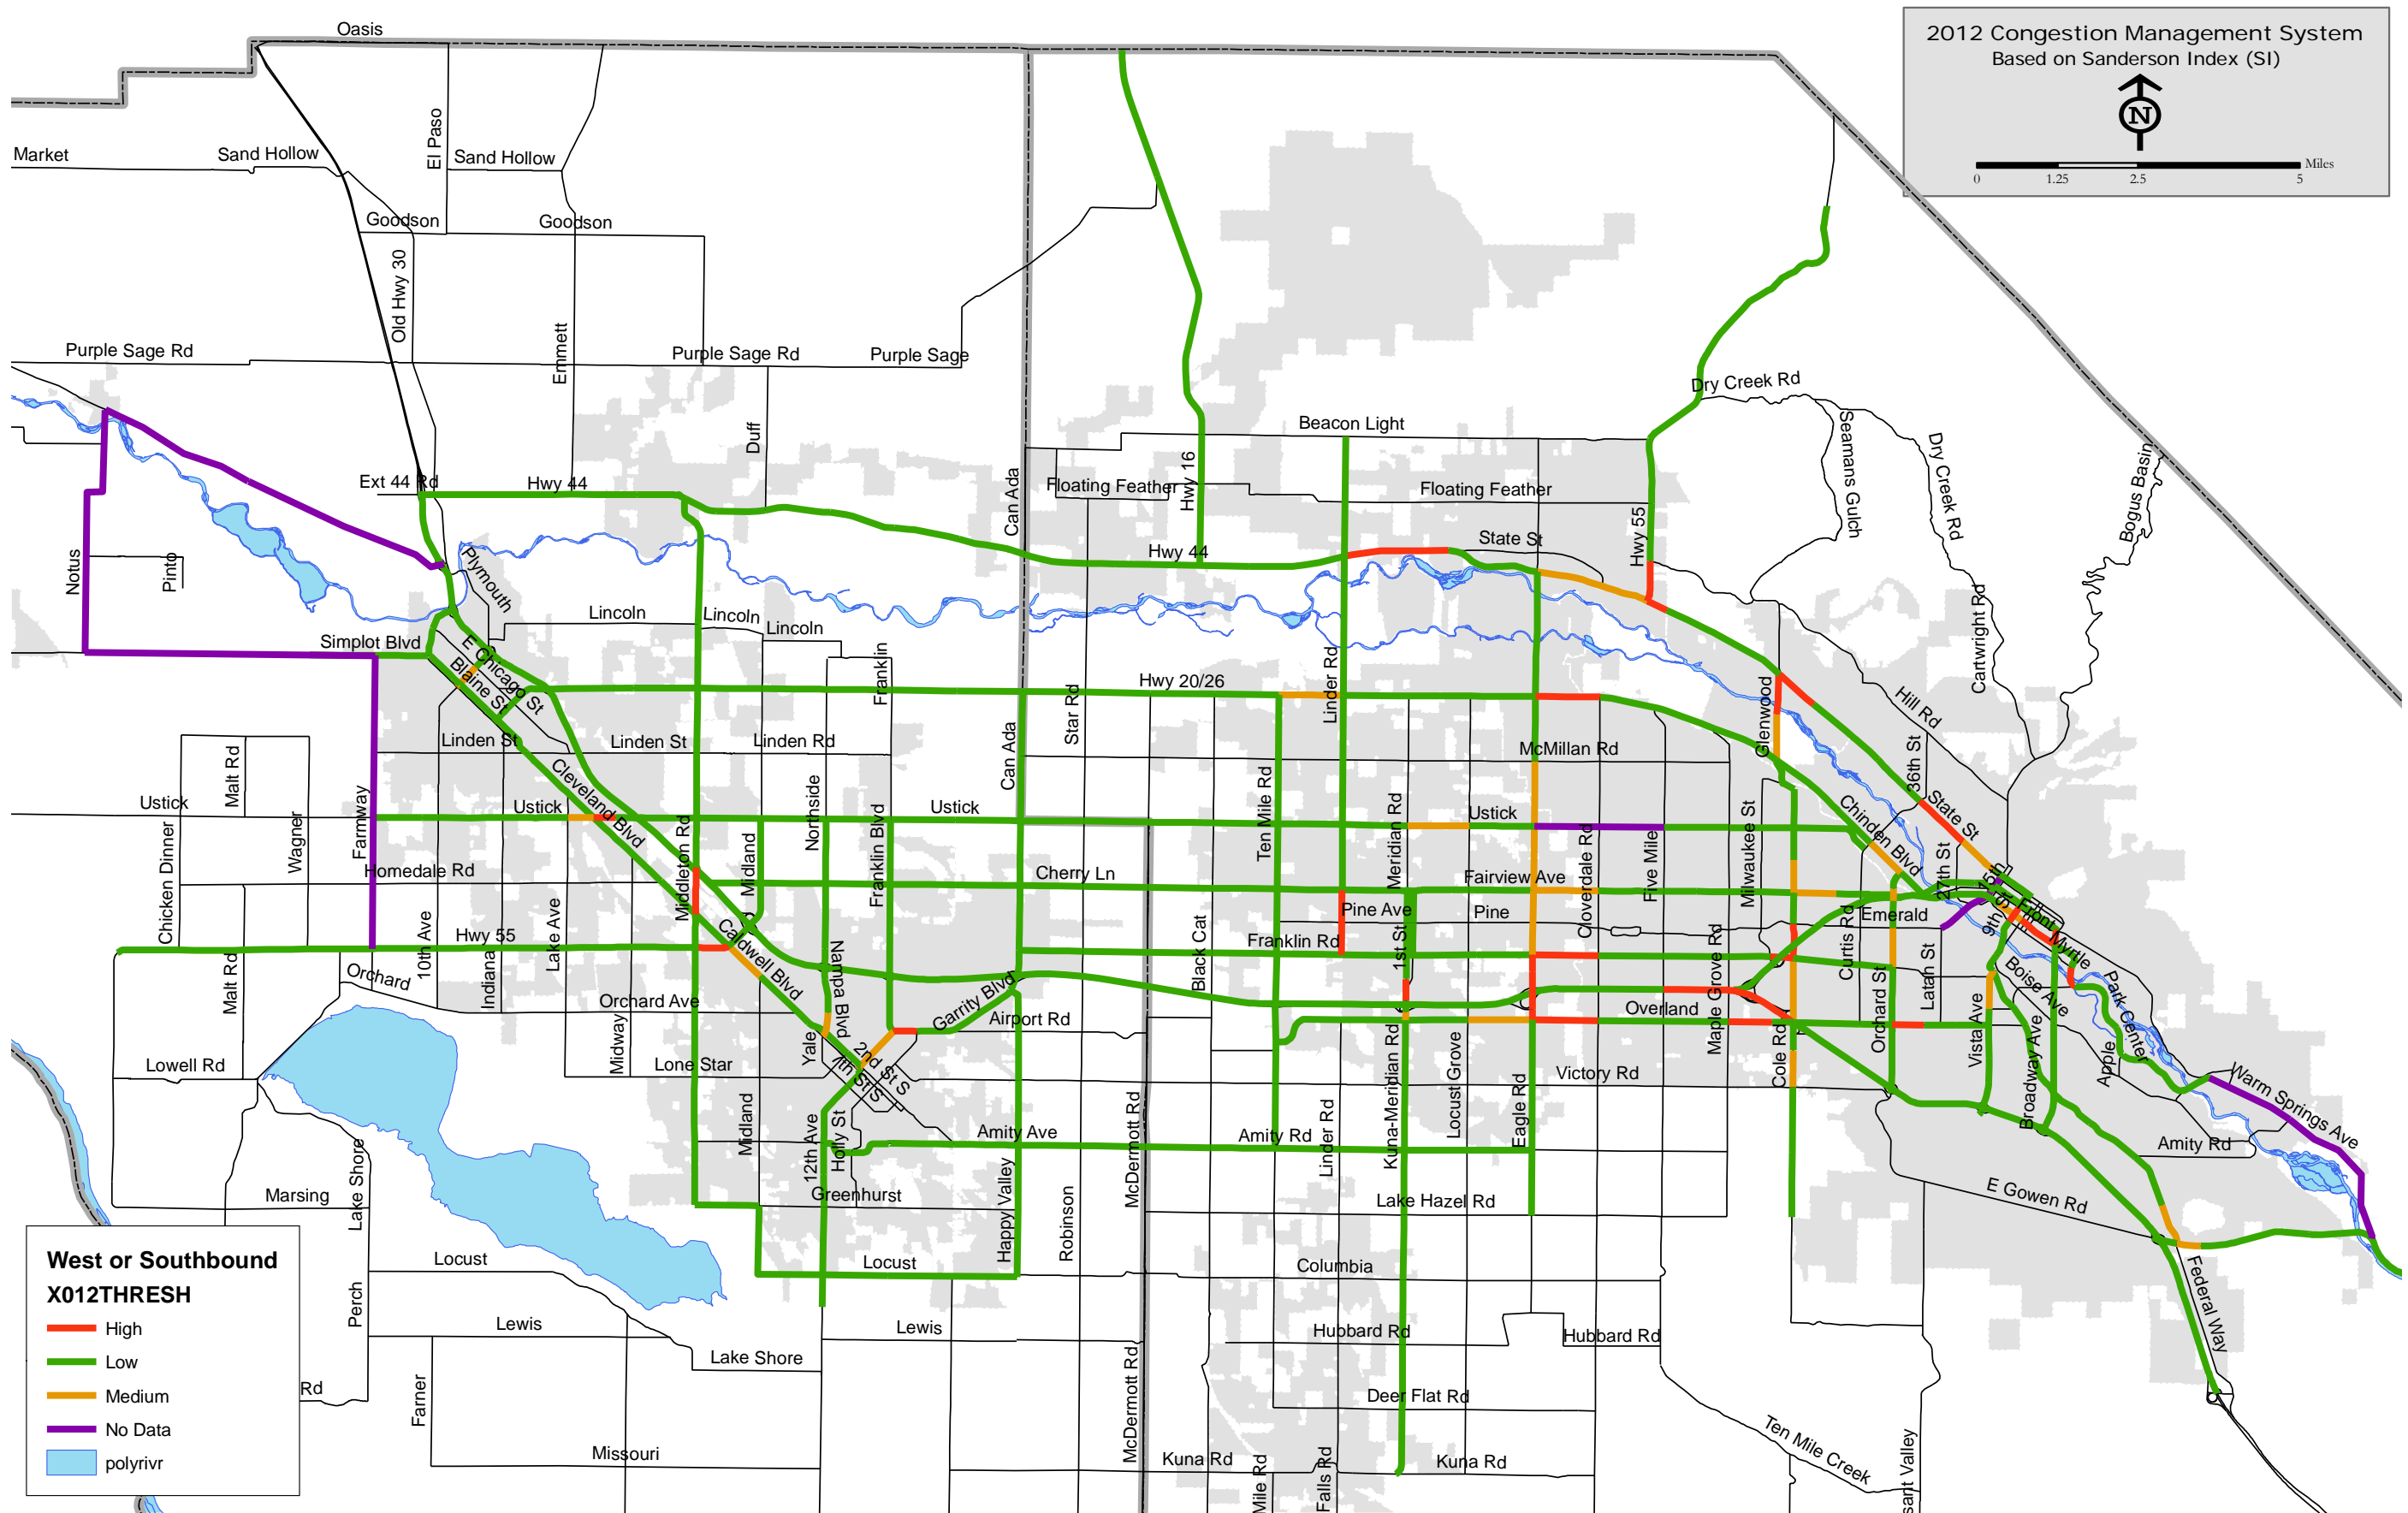 2012 Congestion Management System
Based on Sanderson Index (SI)
N
Miles
0 1.25 2.5 5
Oasis
Market
Sand Hollow
El Paso
Sand Hollow
Goodson
Goodson
Old Hwy 30
Emmett
Purple Sage Rd
Purple Sage Rd
Purple Sage
Dry Creek Rd
Beacon Light
Duff
Seamans Gulch
Dry Creek Rd
Bogus Basin
Ext 44 Rd
Hwy 44
Can Ada
Floating Feather
Hwy 16
Floating Feather
Hwy 55
State St
Hwy 44
Notus
Pinto
Plymouth
Cartwright Rd
Lincoln
Lincoln
Lincoln
Simplot Blvd
E Chicago St
Blaine St
Franklin
Hwy 20/26
Linder Rd
Star Rd
Glenwood
Hill Rd
Linden St
Linden St
Linden Rd
Can Ada
McMillan Rd
36th St
Malt Rd
Cleveland Blvd
Northside
Ten Mile Rd
Ustick
Ustick
Ustick
Ustick
Farmway
Wagner
Chicken Dinner
Middleton Rd
Midland
Franklin Blvd
Meridian Rd
Cloverdale Rd
Five Mile
Milwaukee St
Chinden Blvd
State St
27th St
15th
Homedale Rd
Cherry Ln
Fairview Ave
Pine Ave
Pine
Emerald
9th St
Front
Myrtle
Hwy 55
10th Ave
Indiana
Lake Ave
Caldwell Blvd
Nampa Blvd
Black Cat
Franklin Rd
1st St
Maple Grove Rd
Curtis Rd
Orchard St
Latah St
Boise Ave
Park Center
Malt Rd
Orchard
Orchard Ave
Garrity Blvd
Airport Rd
Overland
Vista Ave
Broadway Ave
Apple
Midway
Yale
2nd St S
7th St S
Lowell Rd
Lone Star
Kuna-Meridian Rd
Locust Grove
Eagle Rd
Victory Rd
Cole Rd
Warm Springs Ave
Midland
12th Ave
Holly St
Amity Ave
McDermott Rd
Amity Rd
Linder Rd
Amity Rd
Marsing
Lake Shore
Greenhurst
Happy Valley
Robinson
Lake Hazel Rd
E Gowen Rd
Locust
Locust
Columbia
Federal Way
Perch
Lewis
Lewis
Hubbard Rd
Hubbard Rd
Lake Shore
McDermott Rd
Rd
Farner
Deer Flat Rd
Missouri
Kuna Rd
Mile Rd
Falls Rd
Kuna Rd
Ten Mile Creek
sant Valley
West or Southbound
X012THRESH
High
Low
Medium
No Data
polyrivr